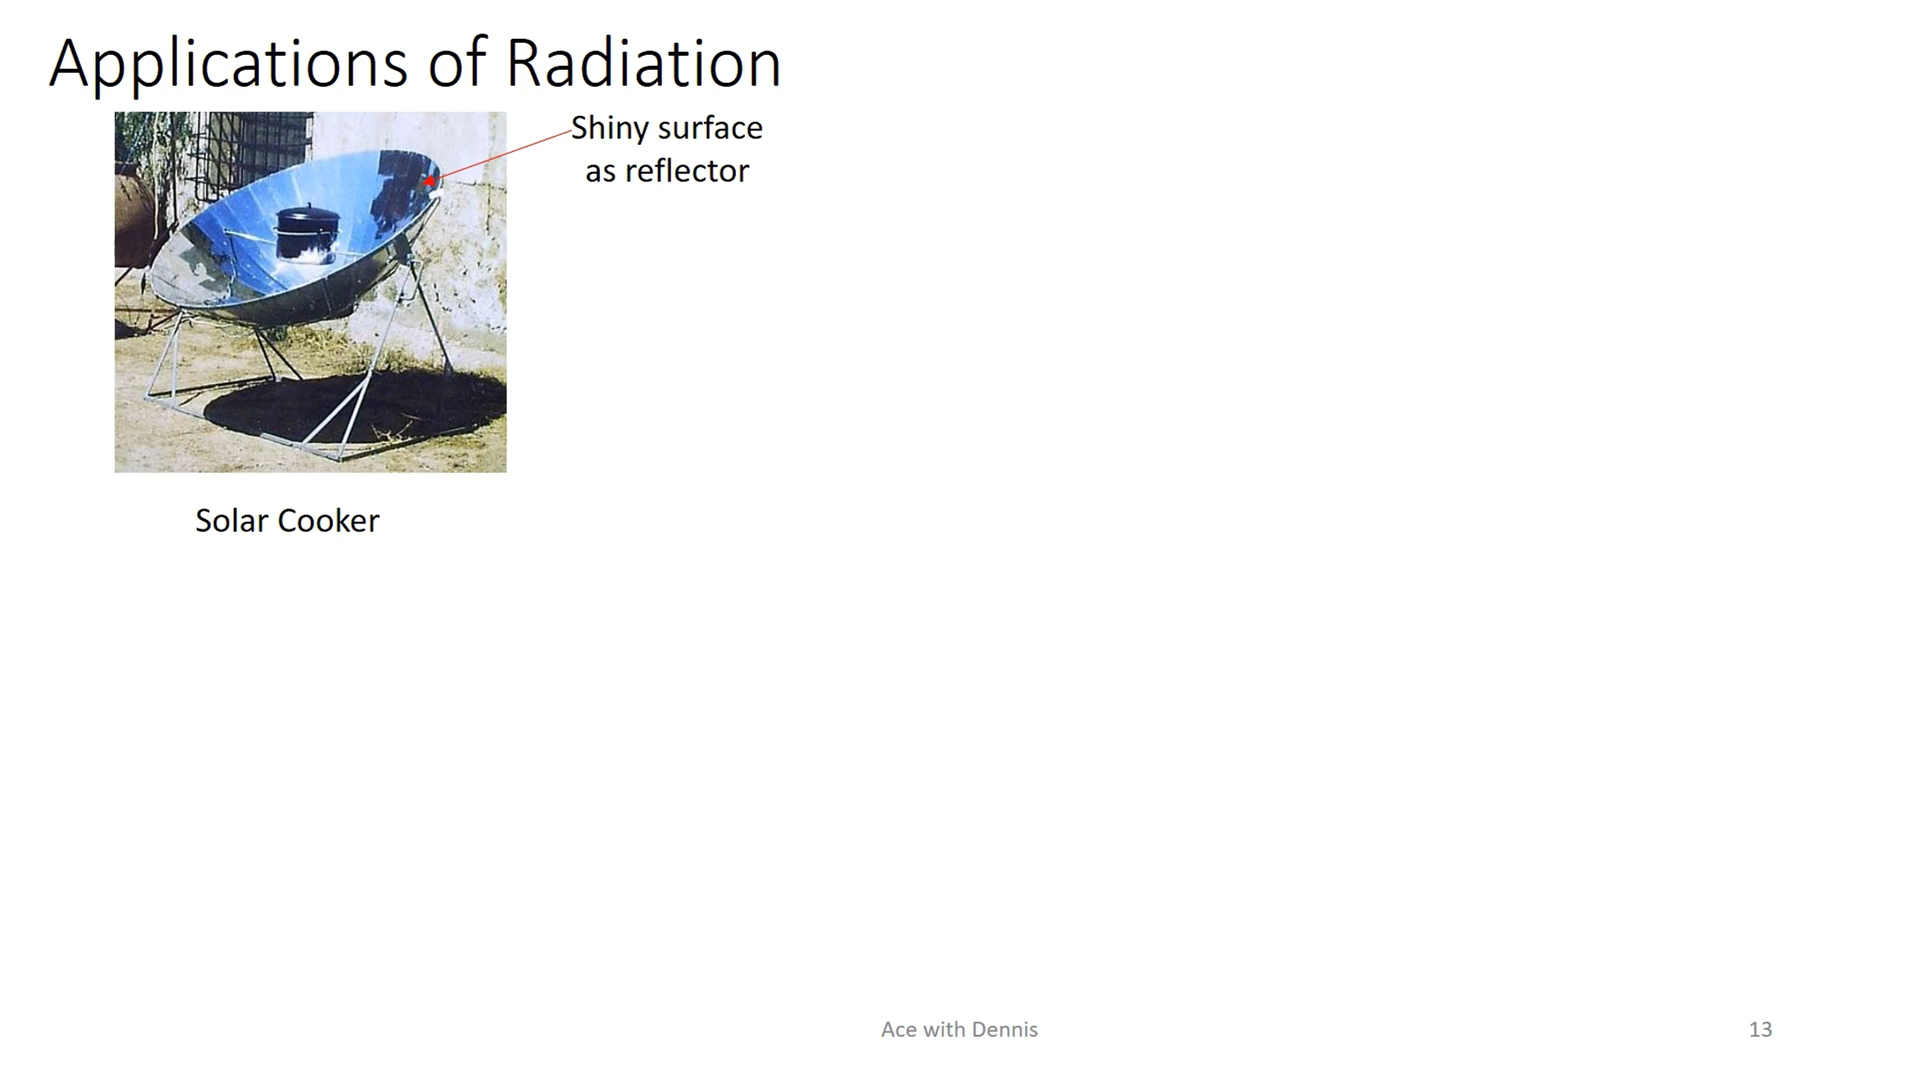 Applications of Radiation
Shiny surface
as reflector
Solar Cooker
Ace with Dennis
13